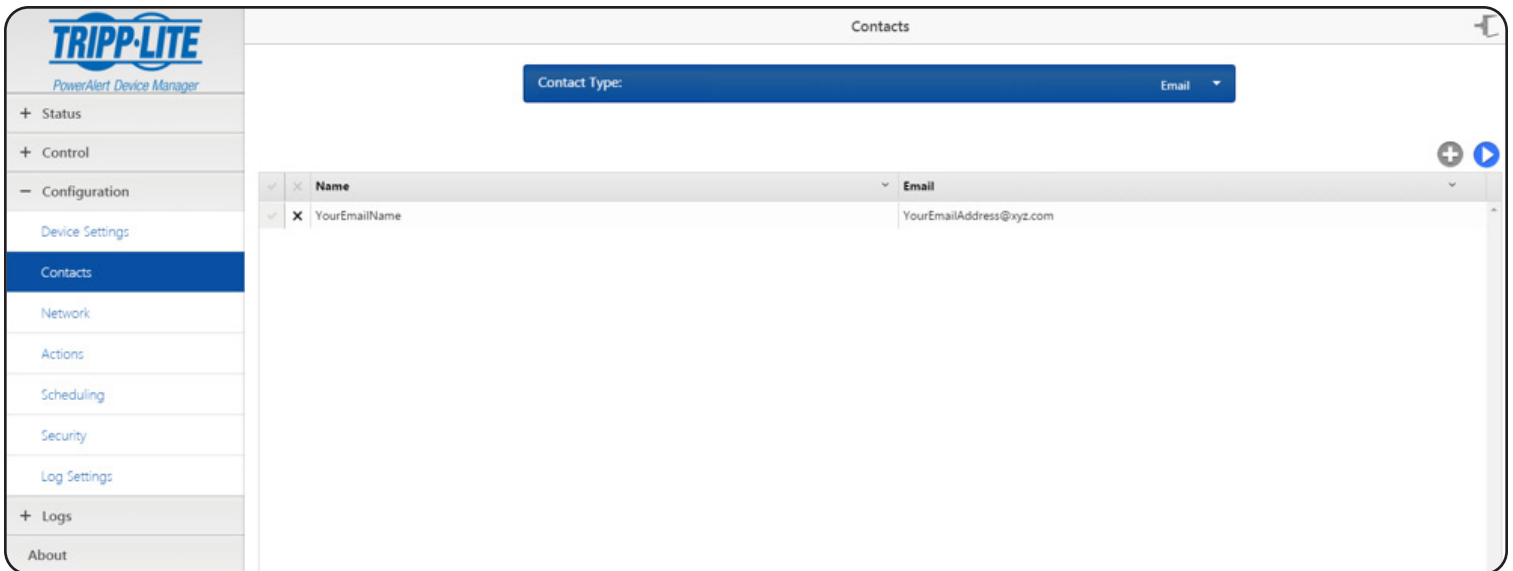 TRIPP·LITE
PowerAlert Device Manager
+ Status
+ Control
− Configuration
Device Settings
Contacts
Network
Actions
Scheduling
Security
Log Settings
+ Logs
About
Contacts
Contact Type: Email
Name Email
YourEmailName YourEmailAddress@xyz.com